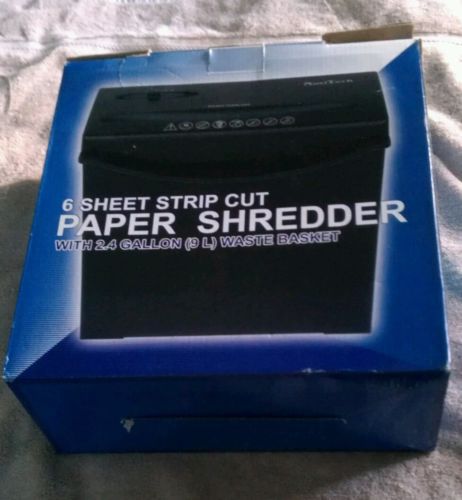 6 SHEET STRIP CUT
PAPER SHREDDER
WITH 2.4 GALLON (9 L) WASTE BASKET